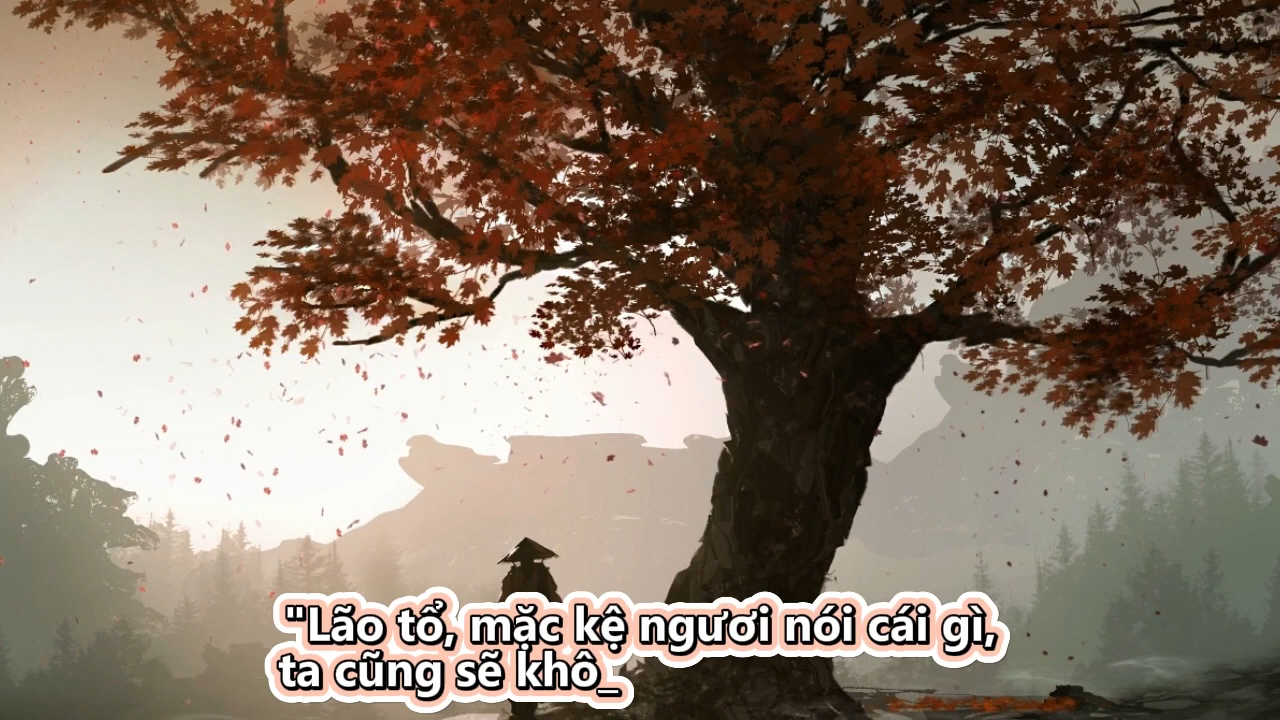 "Lão tổ, mặc kệ ngươi nói cái gì,
ta cũng sẽ khô_